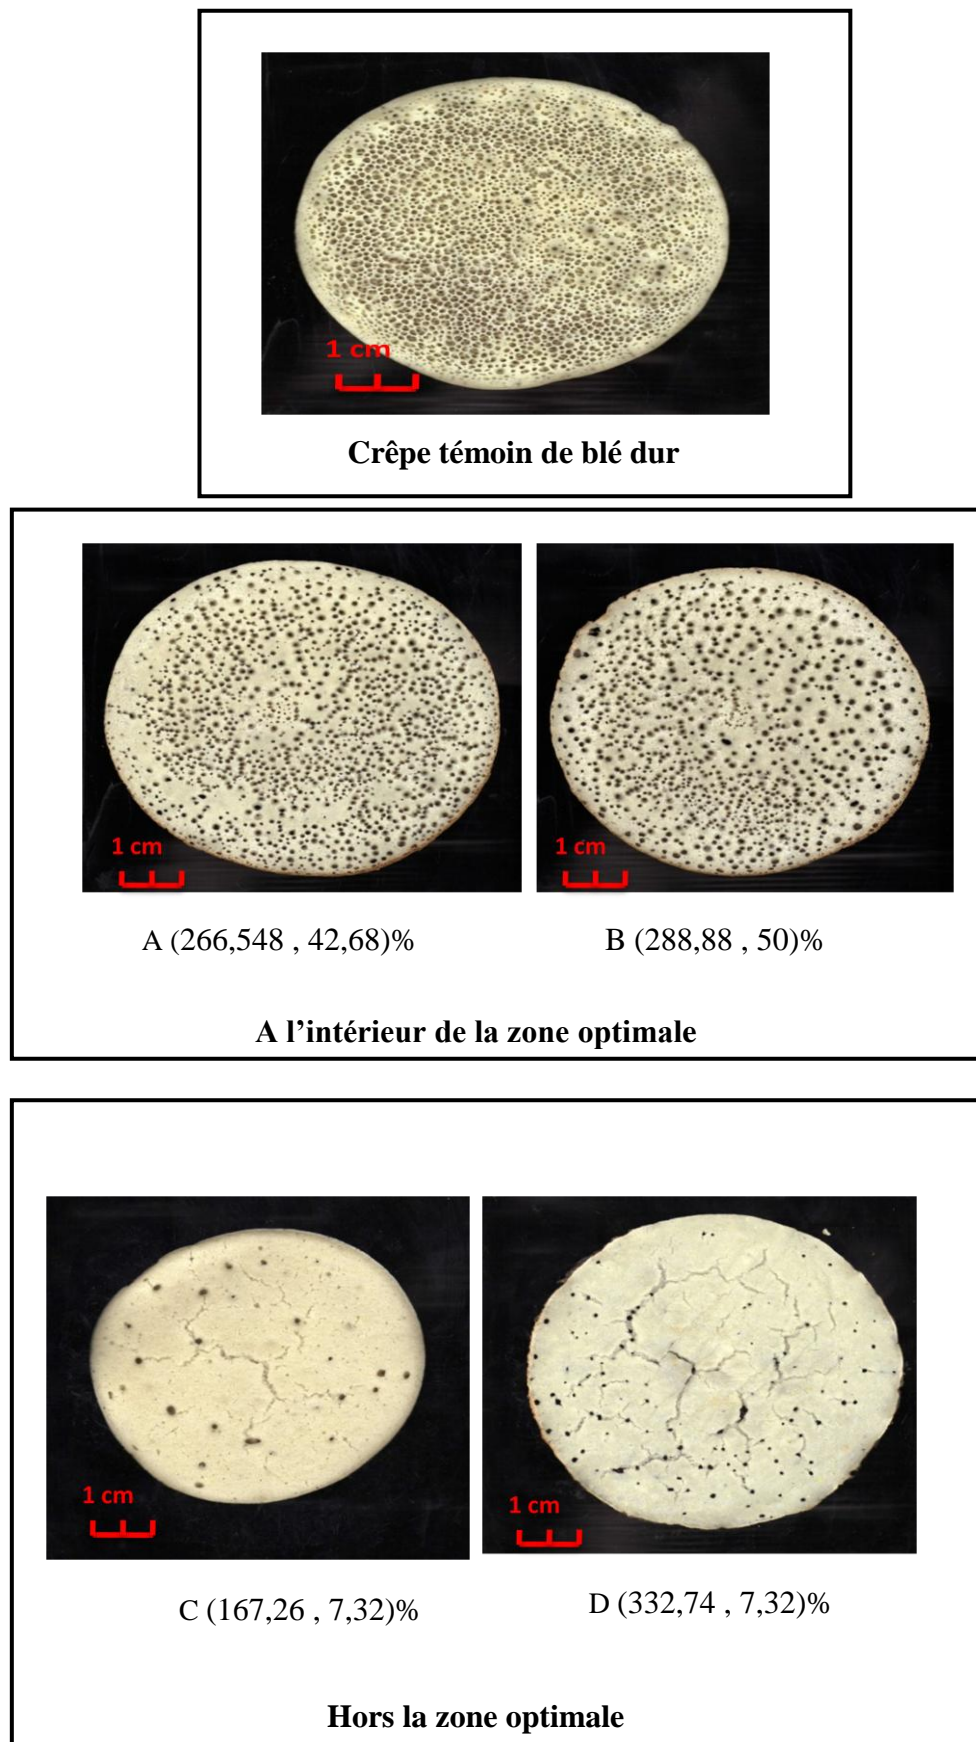 1 cm
Crêpe témoin de blé dur
1 cm
1 cm
A (266,548 , 42,68)%
B (288,88 , 50)%
A l’intérieur de la zone optimale
1 cm
1 cm
C (167,26 , 7,32)%
D (332,74 , 7,32)%
Hors la zone optimale